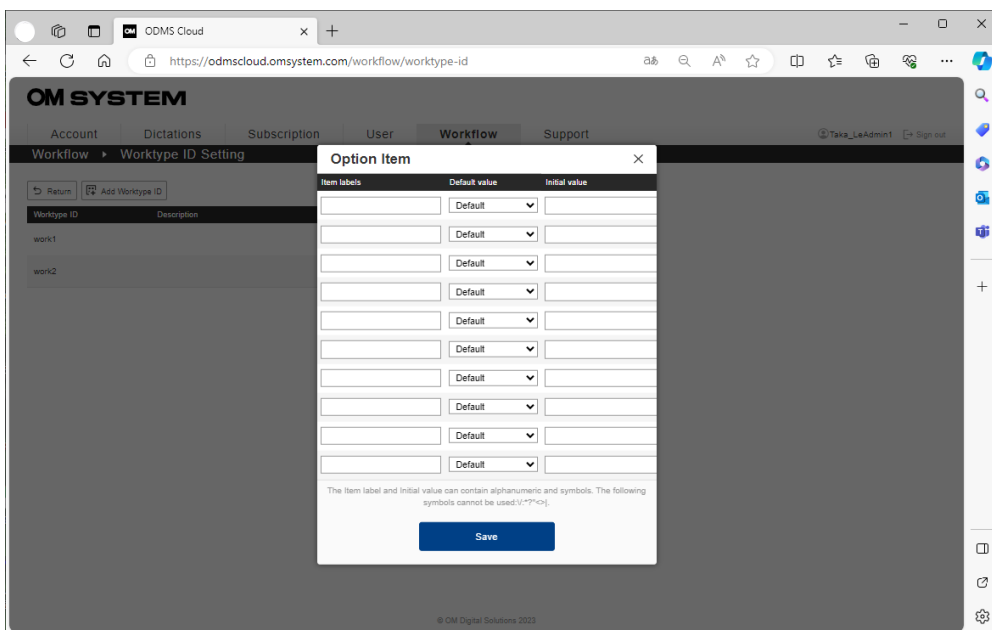 OM ODMS Cloud
https://odmscloud.omsystem.com/workflow/worktype-id
OM SYSTEM
Account Dictations Subscription User Workflow Support Taka_LeAdmin1 Sign out
Workflow Worktype ID Setting
Return Add Worktype ID
Worktype ID Description
work1
work2
Option Item
Item labels Default value Initial value
Default
Default
Default
Default
Default
Default
Default
Default
Default
Default
The Item label and Initial value can contain alphanumeric and symbols. The following
symbols cannot be used:\/:*?"<>|.
Save
© OM Digital Solutions 2023